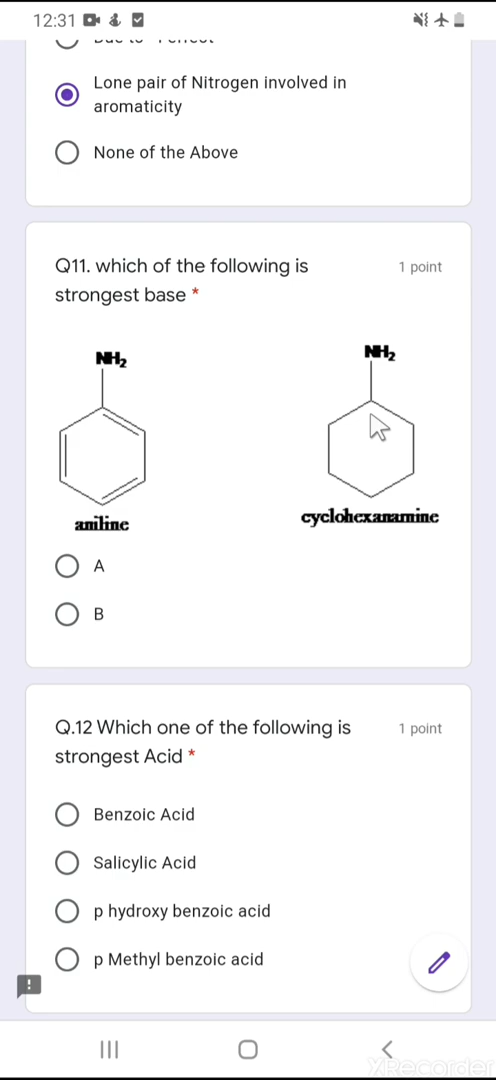 12:31
Lone pair of Nitrogen involved in
aromaticity
None of the Above
Q11. which of the following is
strongest base *
1 point
NH2
NH2
aniline
cyclohexanamine
A
B
Q.12 Which one of the following is
strongest Acid *
1 point
Benzoic Acid
Salicylic Acid
p hydroxy benzoic acid
p Methyl benzoic acid
XRecorder